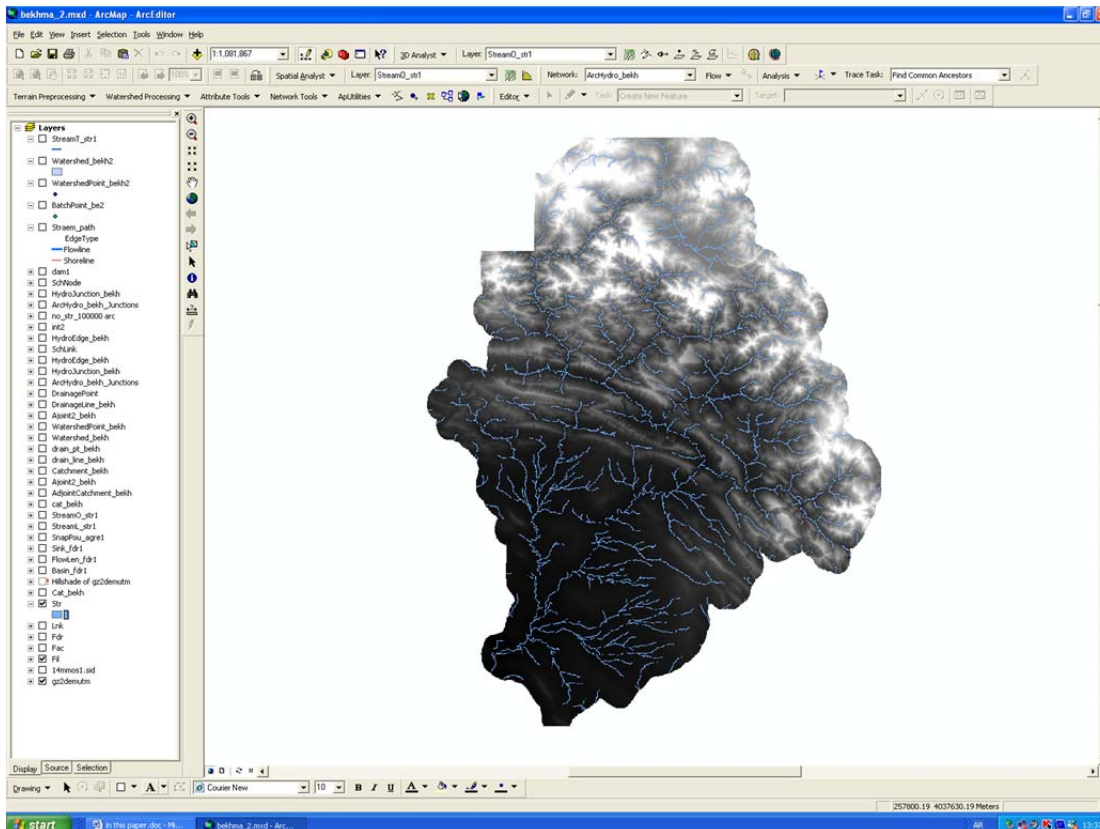 bekhma_2.mxd - ArcMap - ArcEditor
File Edit View Insert Selection Tools Window Help
1:1,081,867 3D Analyst Layer: StreamO_str1
100% Spatial Analyst Layer: StreamO_str1 Network: ArcHydro_bekh Flow Analysis Trace Task: Find Common Ancestors
Terrain Preprocessing Watershed Processing Attribute Tools Network Tools ApUtilities Editor Task: Create New Feature Target:
Layers
StreamT_str1
Watershed_bekh2
WatershedPoint_bekh2
BatchPoint_be2
Straem_path
EdgeType
Flowline
Shoreline
dam1
SchNode
HydroJunction_bekh
ArcHydro_bekh_Junctions
no_str_100000 arc
int2
HydroEdge_bekh
SchLink
HydroEdge_bekh
HydroJunction_bekh
ArcHydro_bekh_Junctions
DrainagePoint
DrainageLine_bekh
Ajoint2_bekh
WatershedPoint_bekh
Watershed_bekh
drain_pt_bekh
drain_line_bekh
Catchment_bekh
Ajoint2_bekh
AdjointCatchment_bekh
cat_bekh
StreamO_str1
StreamL_str1
SnapPou_agre1
Sink_fdr1
FlowLen_fdr1
Basin_fdr1
Hillshade of gz2demutm
Cat_bekh
Str
1
Lnk
Fdr
Fac
Fil
14mmos1.sid
gz2demutm
Display Source Selection
Drawing A Courier New 10 B I U A
257800.19 4037630.19 Meters
start in this paper.doc - Mi... bekhma_2.mxd - Arc... AR 13:37